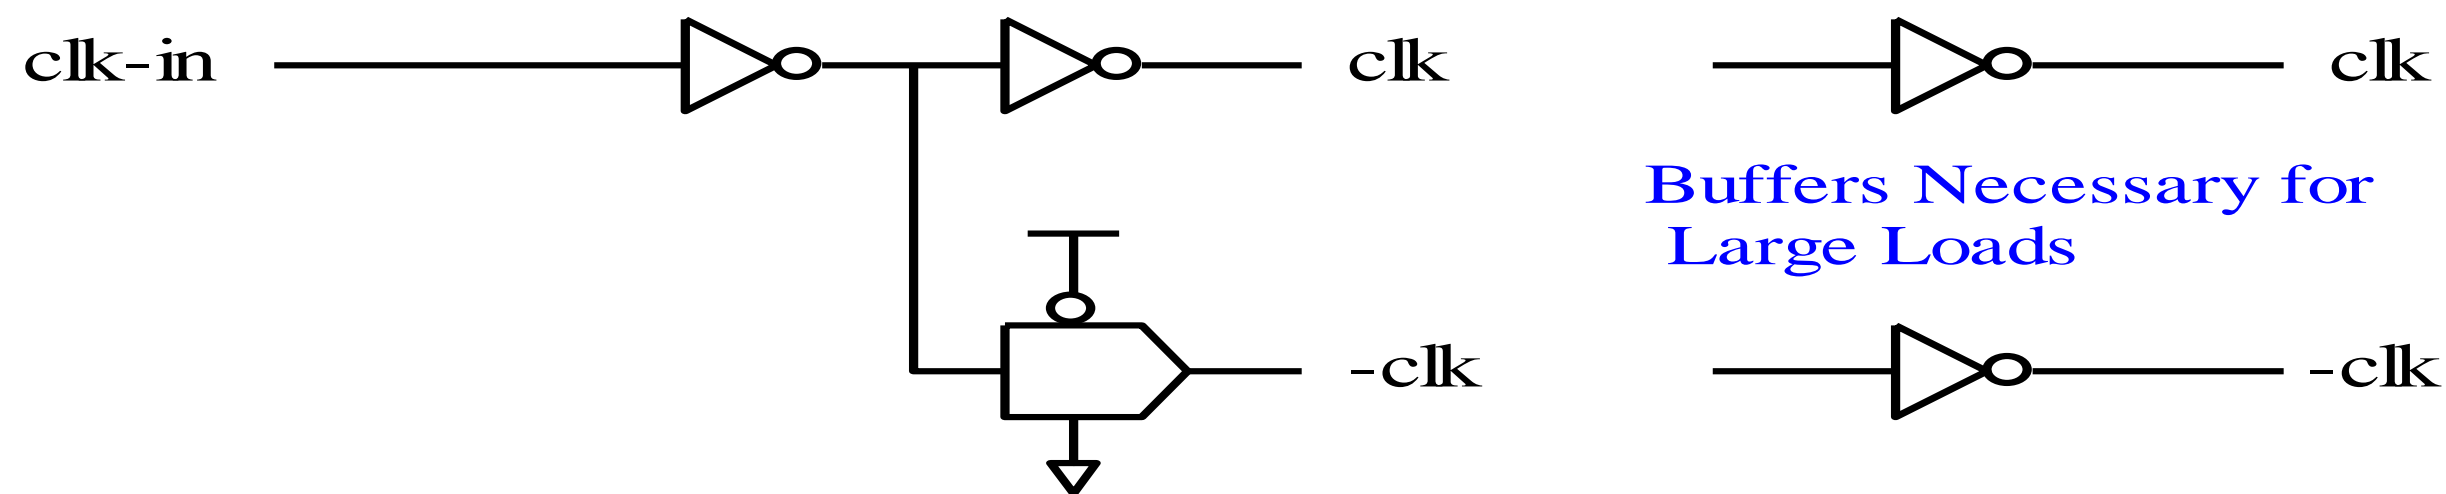 clk-in
clk
clk
Buffers Necessary for
Large Loads
-clk
-clk